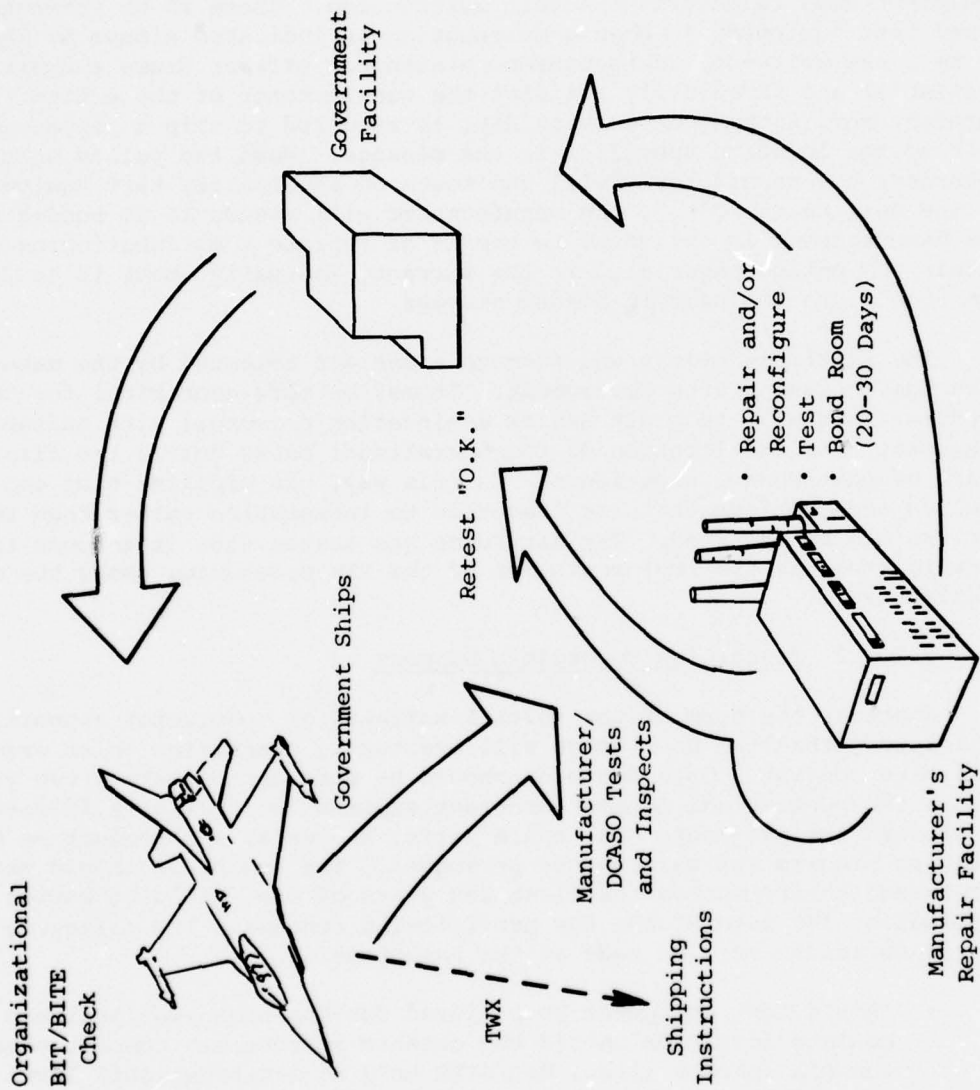 Organizational
BIT/BITE
Check
Government Ships
TWX
Shipping
Instructions
Manufacturer/
DCASO Tests
and Inspects
Manufacturer's
Repair Facility
Retest "O.K."
• Repair and/or
Reconfigure
• Test
• Bond Room
(20-30 Days)
Government
Facility